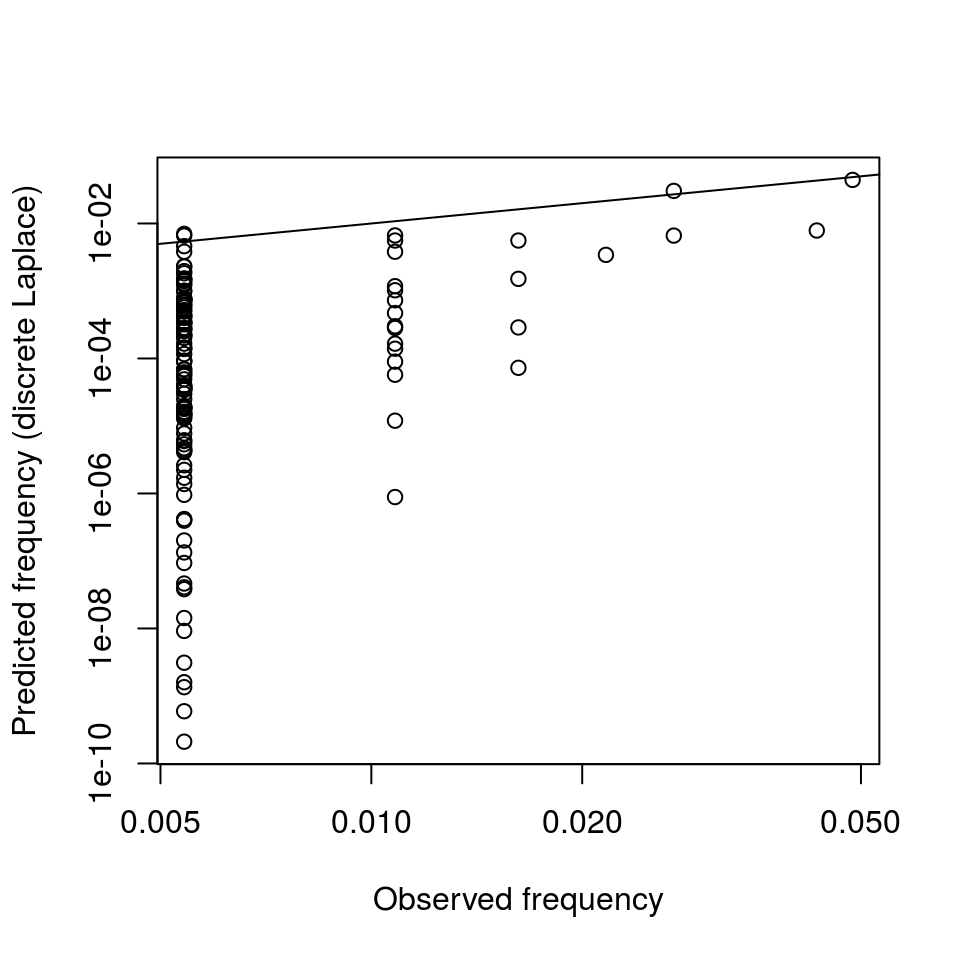 Predicted frequency (discrete Laplace)
1e-02
1e-04
1e-06
1e-08
1e-10
0.005 0.010 0.020 0.050
Observed frequency